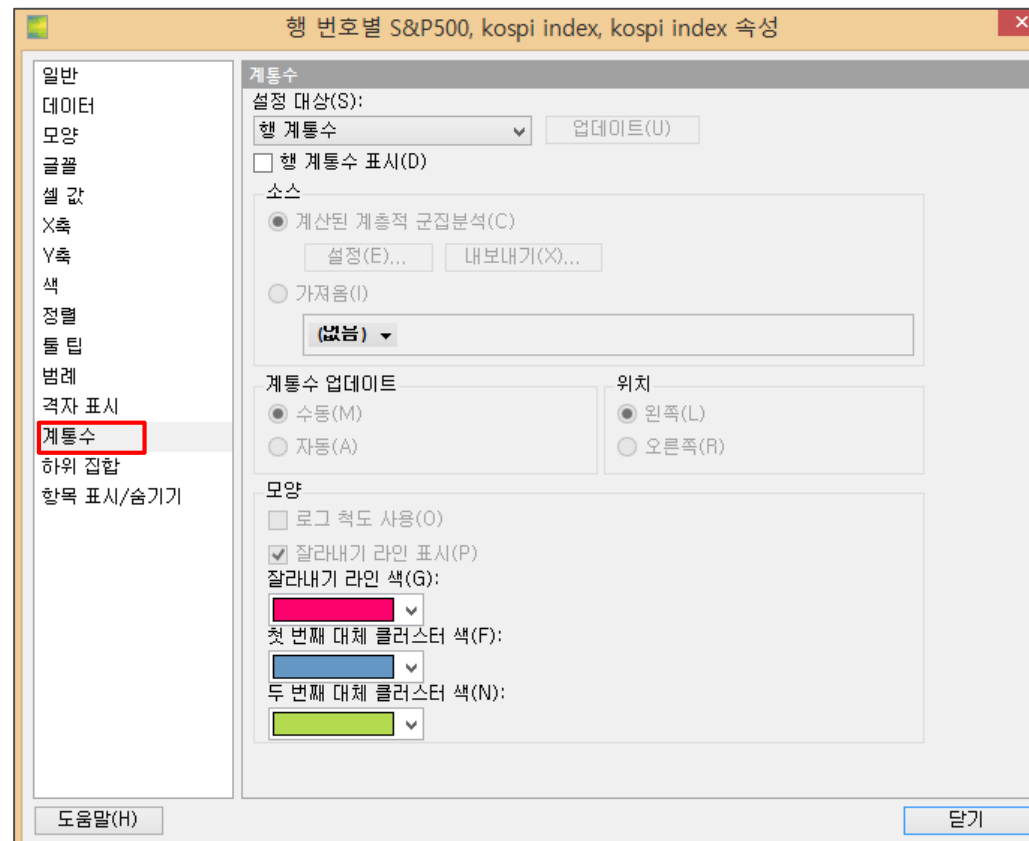 행 번호별 S&P500, kospi index, kospi index 속성
일반
데이터
모양
글꼴
셀 값
X축
Y축
색
정렬
툴 팁
범례
격자 표시
계통수
하위 집합
항목 표시/숨기기
계통수
설정 대상(S):
행 계통수
업데이트(U)
행 계통수 표시(D)
소스
계산된 계층적 군집분석(C)
설정(E)...
내보내기(X)...
가져옴(I)
(없음)
계통수 업데이트
수동(M)
자동(A)
위치
왼쪽(L)
오른쪽(R)
모양
로그 척도 사용(O)
잘라내기 라인 표시(P)
잘라내기 라인 색(G):
첫 번째 대체 클러스터 색(F):
두 번째 대체 클러스터 색(N):
도움말(H)
닫기